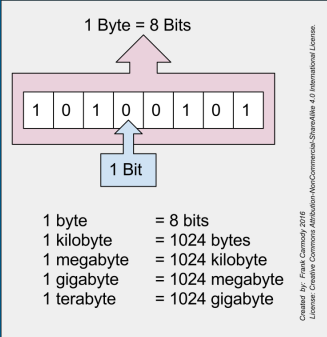 1 Byte = 8 Bits
1 0 1 0 0 1 0 1
1 Bit
1 byte = 8 bits
1 kilobyte = 1024 bytes
1 megabyte = 1024 kilobyte
1 gigabyte = 1024 megabyte
1 terabyte = 1024 gigabyte
Created by: Frank Carmody 2016
License: Creative Commons Attribution-NonCommercial-ShareAlike 4.0 International License.